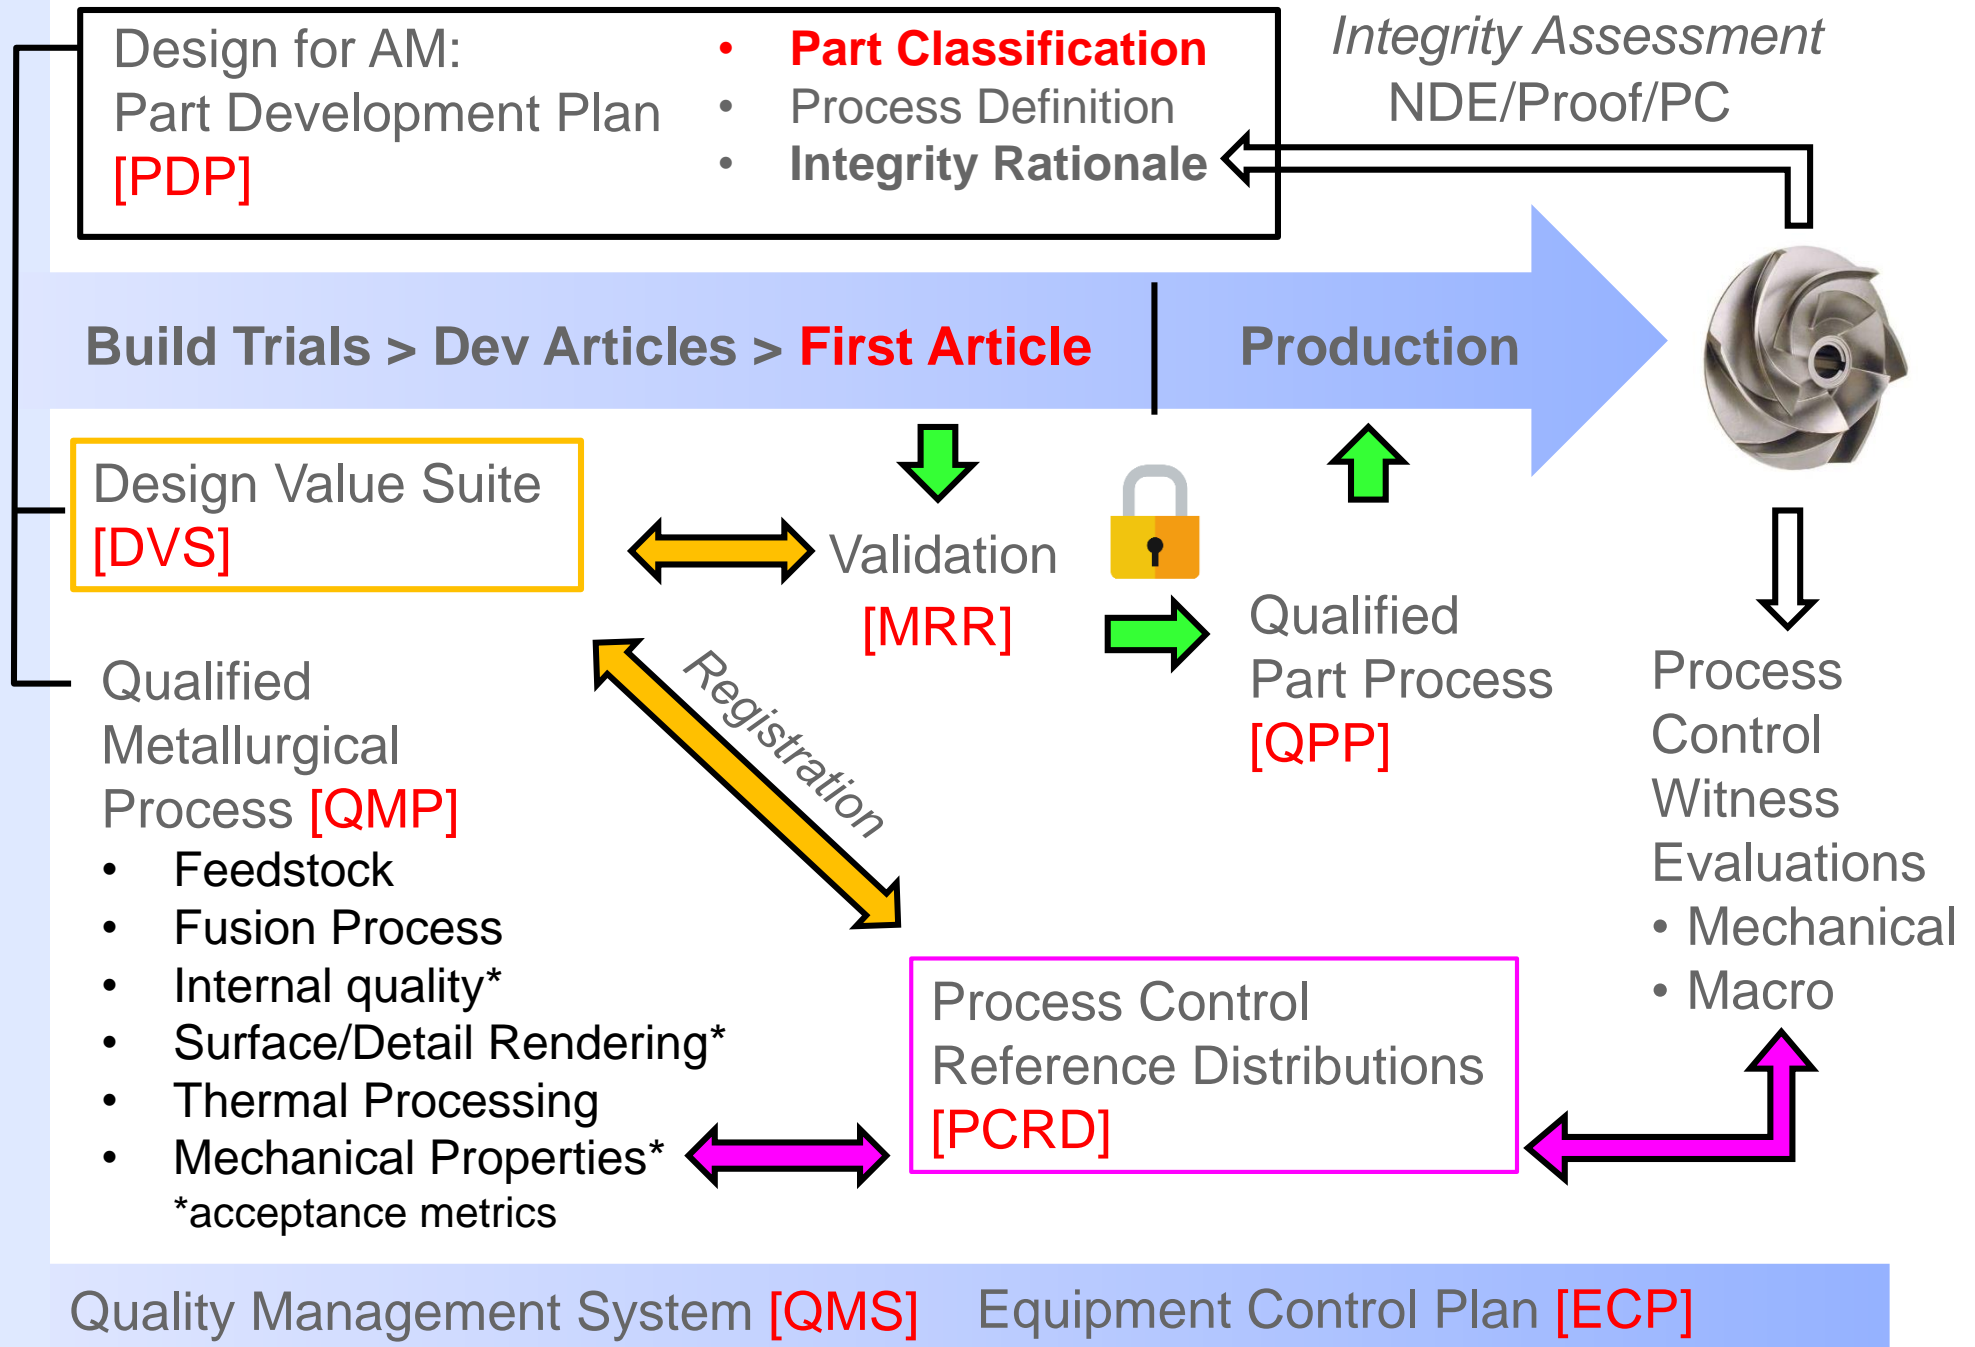 Design for AM:
Part Development Plan
[PDP]
• Part Classification
• Process Definition
• Integrity Rationale
Integrity Assessment
NDE/Proof/PC
Build Trials > Dev Articles > First Article
Production
Design Value Suite
[DVS]
Validation
[MRR]
Qualified
Part Process
[QPP]
Registration
Qualified
Metallurgical
Process [QMP]
• Feedstock
• Fusion Process
• Internal quality*
• Surface/Detail Rendering*
• Thermal Processing
• Mechanical Properties*
*acceptance metrics
Process Control
Reference Distributions
[PCRD]
Process
Control
Witness
Evaluations
• Mechanical
• Macro
Quality Management System [QMS]
Equipment Control Plan [ECP]